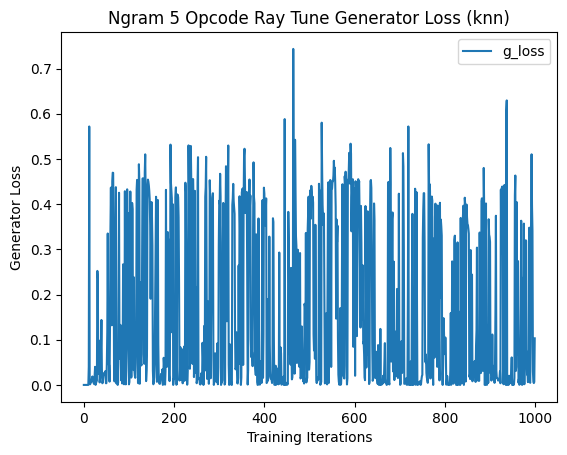 Ngram 5 Opcode Ray Tune Generator Loss (knn)
g_loss
Generator Loss
0.7
0.6
0.5
0.4
0.3
0.2
0.1
0.0
0 200 400 600 800 1000
Training Iterations